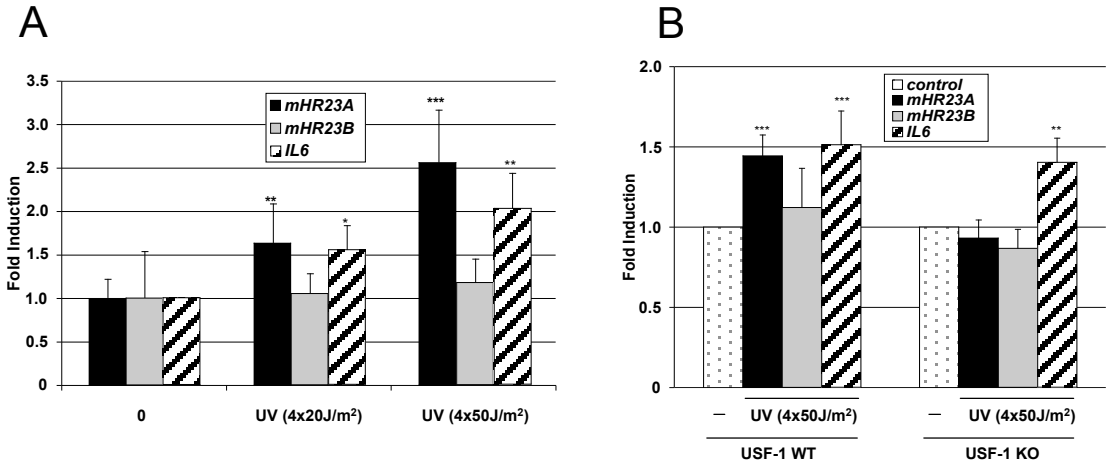 A
3.5
3.0
2.5
2.0
1.5
1.0
0.5
0
Fold Induction
mHR23A
mHR23B
IL6
**
*
***
**
0
UV (4x20J/m²)
UV (4x50J/m²)
B
2.0
1.5
1.0
0.5
0
Fold Induction
control
mHR23A
mHR23B
IL6
***
***
**
–
UV (4x50J/m²)
–
UV (4x50J/m²)
USF-1 WT
USF-1 KO